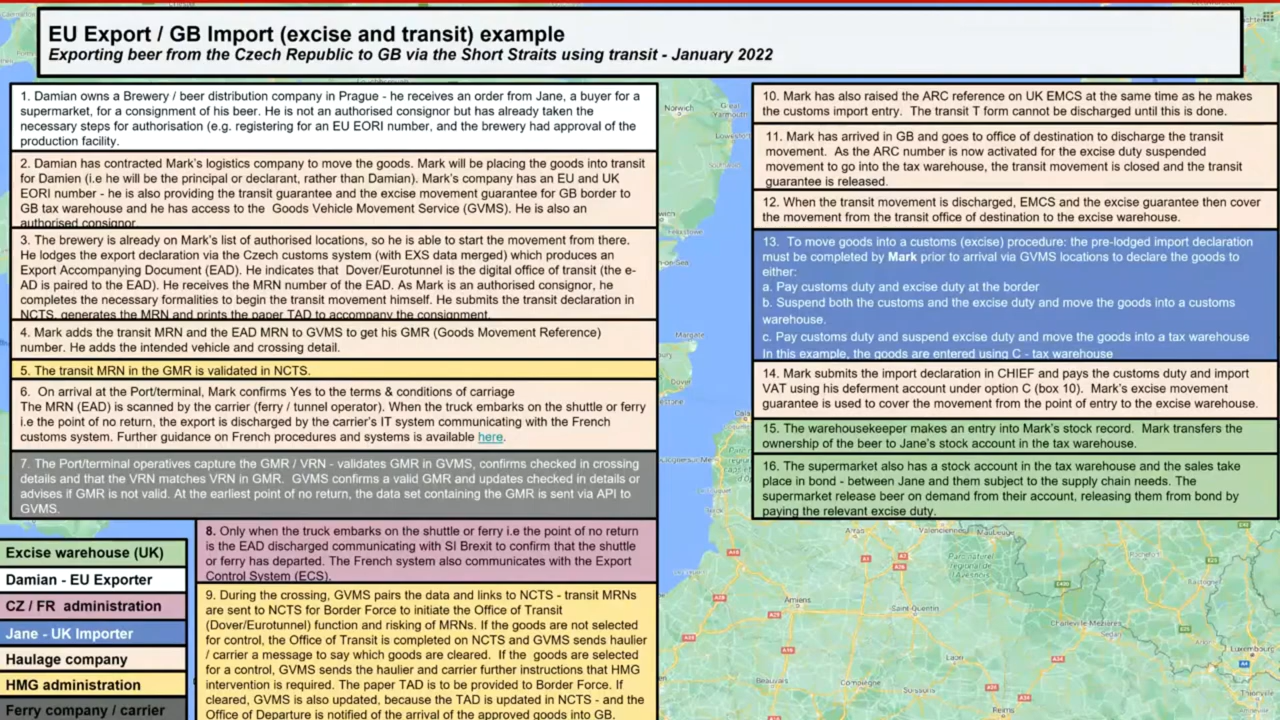 EU Export / GB Import (excise and transit) example
Exporting beer from the Czech Republic to GB via the Short Straits using transit - January 2022
1. Damian owns a Brewery / beer distribution company in Prague - he receives an order from Jane, a buyer for a
supermarket, for a consignment of his beer. He is not an authorised consignor but has already taken the
necessary steps for authorisation (e.g. registering for an EU EORI number, and the brewery had approval of the
production facility.
2. Damian has contracted Mark's logistics company to move the goods. Mark will be placing the goods into transit
for Damien (i.e he will be the principal or declarant, rather than Damian). Mark's company has an EU and UK
EORI number - he is also providing the transit guarantee and the excise movement guarantee for GB border to
GB tax warehouse and he has access to the Goods Vehicle Movement Service (GVMS). He is also an
authorised consignor.
3. The brewery is already on Mark's list of authorised locations, so he is able to start the movement from there.
He lodges the export declaration via the Czech customs system (with EXS data merged) which produces an
Export Accompanying Document (EAD). He indicates that Dover/Eurotunnel is the digital office of transit (the e-
AD is paired to the EAD). He receives the MRN number of the EAD. As Mark is an authorised consignor, he
completes the necessary formalities to begin the transit movement himself. He submits the transit declaration in
NCTS, generates the MRN and prints the paper TAD to accompany the consignment.
4. Mark adds the transit MRN and the EAD MRN to GVMS to get his GMR (Goods Movement Reference)
number. He adds the intended vehicle and crossing detail.
5. The transit MRN in the GMR is validated in NCTS.
6. On arrival at the Port/terminal, Mark confirms Yes to the terms & conditions of carriage
The MRN (EAD) is scanned by the carrier (ferry / tunnel operator). When the truck embarks on the shuttle or ferry
i.e the point of no return, the export is discharged by the carrier's IT system communicating with the French
customs system. Further guidance on French procedures and systems is available here.
7. The Port/terminal operatives capture the GMR / VRN - validates GMR in GVMS, confirms checked in crossing
details and that the VRN matches VRN in GMR. GVMS confirms a valid GMR and updates checked in details or
advises if GMR is not valid. At the earliest point of no return, the data set containing the GMR is sent via API to
GVMS.
8. Only when the truck embarks on the shuttle or ferry i.e the point of no return
is the EAD discharged communicating with SI Brexit to confirm that the shuttle
or ferry has departed. The French system also communicates with the Export
Control System (ECS).
9. During the crossing, GVMS pairs the data and links to NCTS - transit MRNs
are sent to NCTS for Border Force to initiate the Office of Transit
(Dover/Eurotunnel) function and risking of MRNs. If the goods are not selected
for control, the Office of Transit is completed on NCTS and GVMS sends haulier
/ carrier a message to say which goods are cleared. If the goods are selected
for a control, GVMS sends the haulier and carrier further instructions that HMG
intervention is required. The paper TAD is to be provided to Border Force. If
cleared, GVMS is also updated, because the TAD is updated in NCTS - and the
Office of Departure is notified of the arrival of the approved goods into GB.
Excise warehouse (UK)
Damian - EU Exporter
CZ / FR administration
Jane - UK Importer
Haulage company
HMG administration
Ferry company / carrier
10. Mark has also raised the ARC reference on UK EMCS at the same time as he makes
the customs import entry. The transit T form cannot be discharged until this is done.
11. Mark has arrived in GB and goes to office of destination to discharge the transit
movement. As the ARC number is now activated for the excise duty suspended
movement to go into the tax warehouse, the transit movement is closed and the transit
guarantee is released.
12. When the transit movement is discharged, EMCS and the excise guarantee then cover
the movement from the transit office of destination to the excise warehouse.
13. To move goods into a customs (excise) procedure: the pre-lodged import declaration
must be completed by Mark prior to arrival via GVMS locations to declare the goods to
either:
a. Pay customs duty and excise duty at the border
b. Suspend both the customs and the excise duty and move the goods into a customs
warehouse.
c. Pay customs duty and suspend excise duty and move the goods into a tax warehouse
In this example, the goods are entered using C - tax warehouse
14. Mark submits the import declaration in CHIEF and pays the customs duty and import
VAT using his deferment account under option C (box 10). Mark's excise movement
guarantee is used to cover the movement from the point of entry to the excise warehouse.
15. The warehousekeeper makes an entry into Mark's stock record. Mark transfers the
ownership of the beer to Jane's stock account in the tax warehouse.
16. The supermarket also has a stock account in the tax warehouse and the sales take
place in bond - between Jane and them subject to the supply chain needs. The
supermarket release beer on demand from their account, releasing them from bond by
paying the relevant excise duty.
Norwich
Great
Yarmouth
Margate
Dover
Arras
Valenciennes
Maubeuge
Amiens
Saint-Quentin
Charleville-Mézières
Sedan
Bastogne
Luxembourg
Thionville
Laon
Beauvais
Compiègne
Soissons
Reims